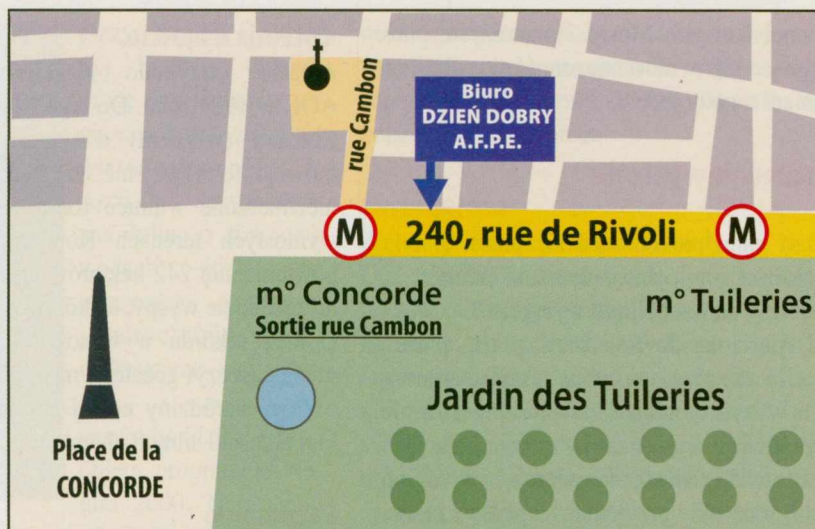 rue Cambon
Biuro
DZIEŃ DOBRY
A.F.P.E.
M 240, rue de Rivoli M
m° Concorde
Sortie rue Cambon
m° Tuileries
Jardin des Tuileries
Place de la
CONCORDE